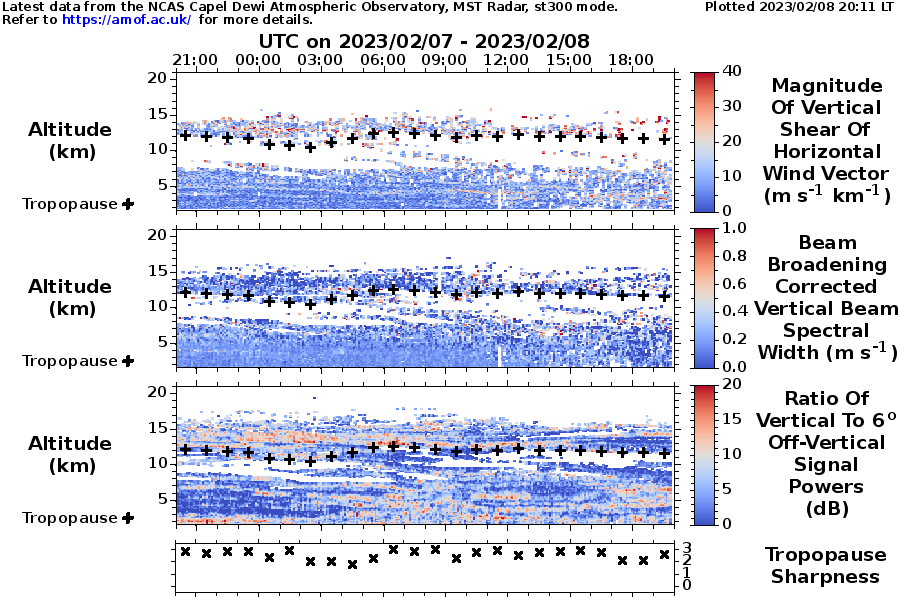 Latest data from the NCAS Capel Dewi Atmospheric Observatory, MST Radar, st300 mode.
Plotted 2023/02/08 20:11 LT
Refer to https://amof.ac.uk/ for more details.
UTC on 2023/02/07 - 2023/02/08
21:00 00:00 03:00 06:00 09:00 12:00 15:00 18:00
20
15
10
5
Altitude
(km)
Tropopause +
40
30
20
10
0
Magnitude
Of Vertical
Shear Of
Horizontal
Wind Vector
(m s-1 km-1)
20
15
10
5
Altitude
(km)
Tropopause +
1.0
0.8
0.6
0.4
0.2
0.0
Beam
Broadening
Corrected
Vertical Beam
Spectral
Width (m s-1)
20
15
10
5
Altitude
(km)
Tropopause +
20
15
10
5
0
Ratio Of
Vertical To 6o
Off-Vertical
Signal
Powers
(dB)
3
2
1
0
Tropopause
Sharpness